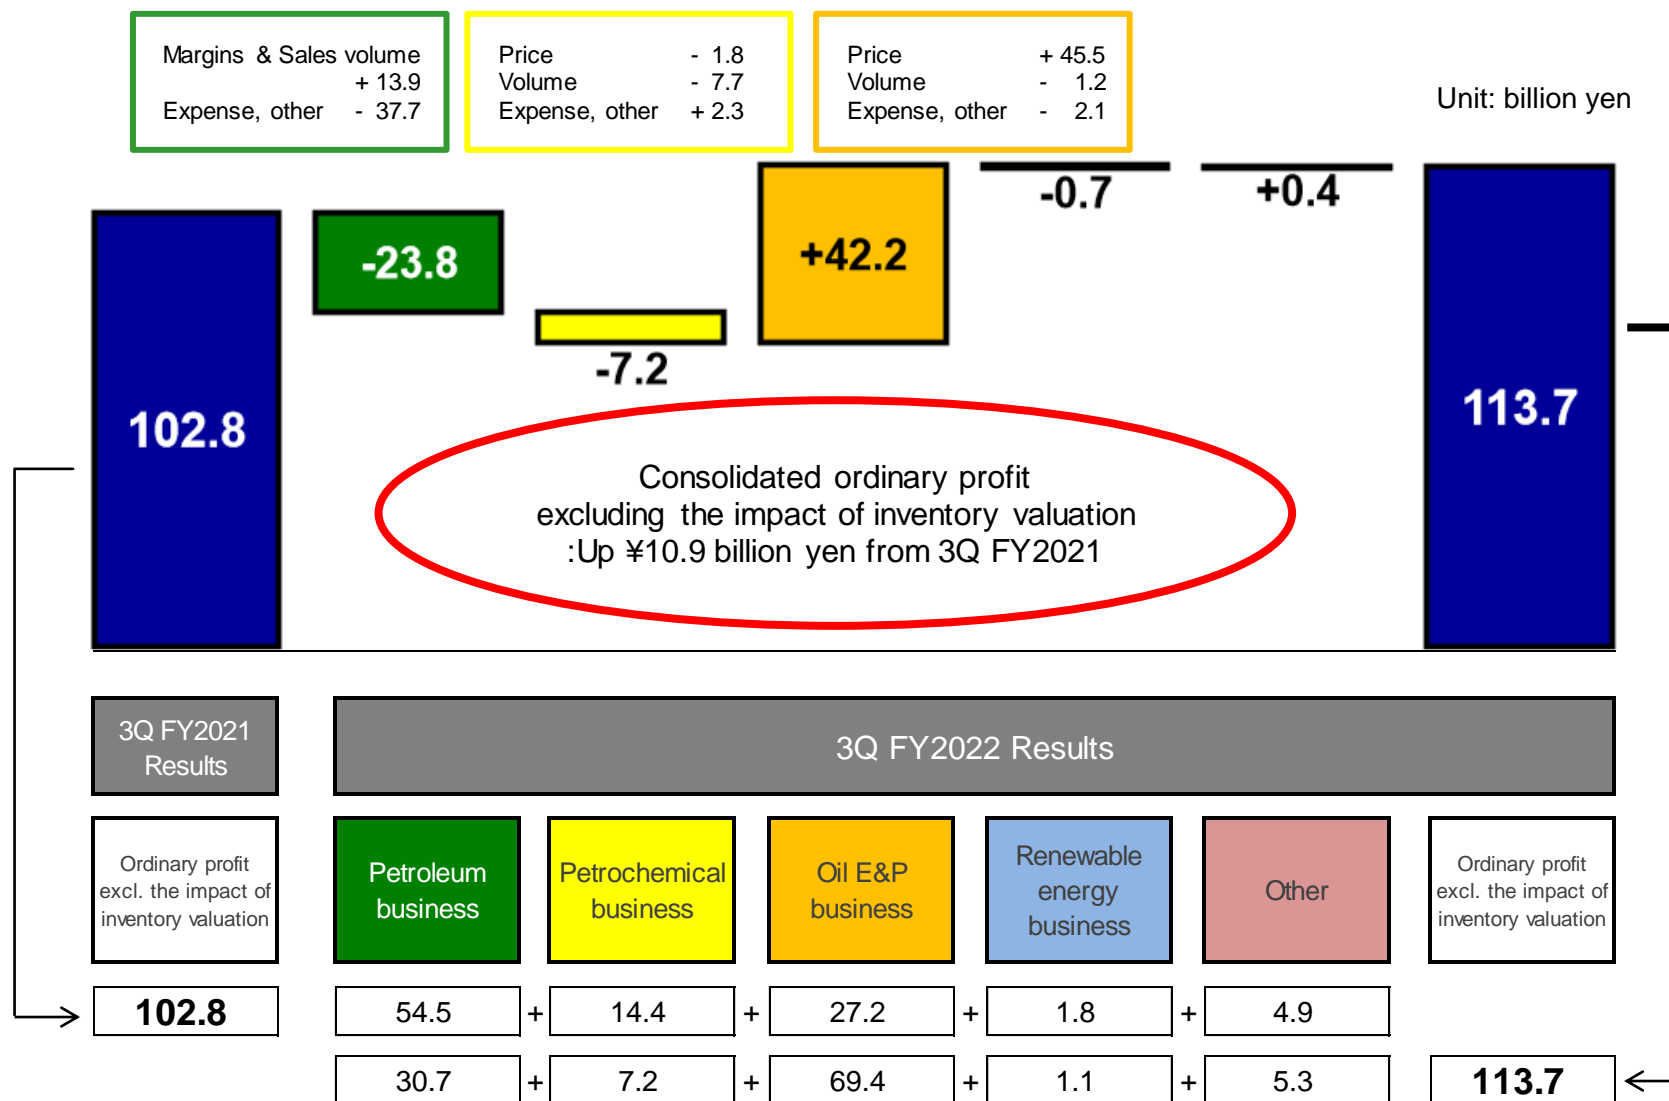 Margins & Sales volume
+ 13.9
Expense, other - 37.7
Price - 1.8
Volume - 7.7
Expense, other + 2.3
Price + 45.5
Volume - 1.2
Expense, other - 2.1
Unit: billion yen
102.8
-23.8
-7.2
+42.2
-0.7
+0.4
113.7
Consolidated ordinary profit
excluding the impact of inventory valuation
:Up ¥10.9 billion yen from 3Q FY2021
3Q FY2021
Results
3Q FY2022 Results
Ordinary profit
excl. the impact of
inventory valuation
Petroleum
business
Petrochemical
business
Oil E&P
business
Renewable
energy
business
Other
Ordinary profit
excl. the impact of
inventory valuation
102.8
54.5 + 14.4 + 27.2 + 1.8 + 4.9
30.7 + 7.2 + 69.4 + 1.1 + 5.3
113.7